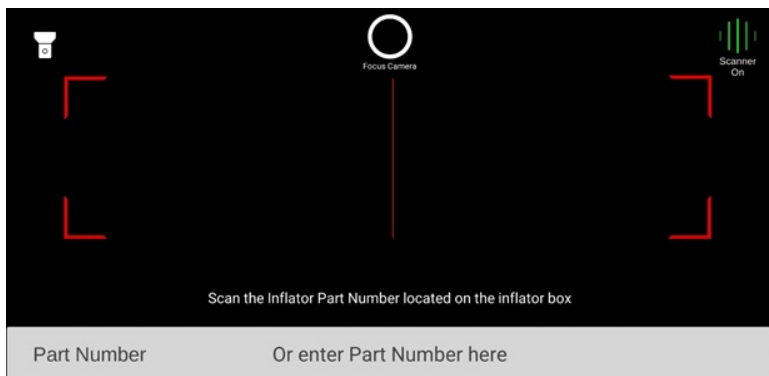 Focus Camera
Scanner
On
Scan the Inflator Part Number located on the inflator box
Part Number
Or enter Part Number here